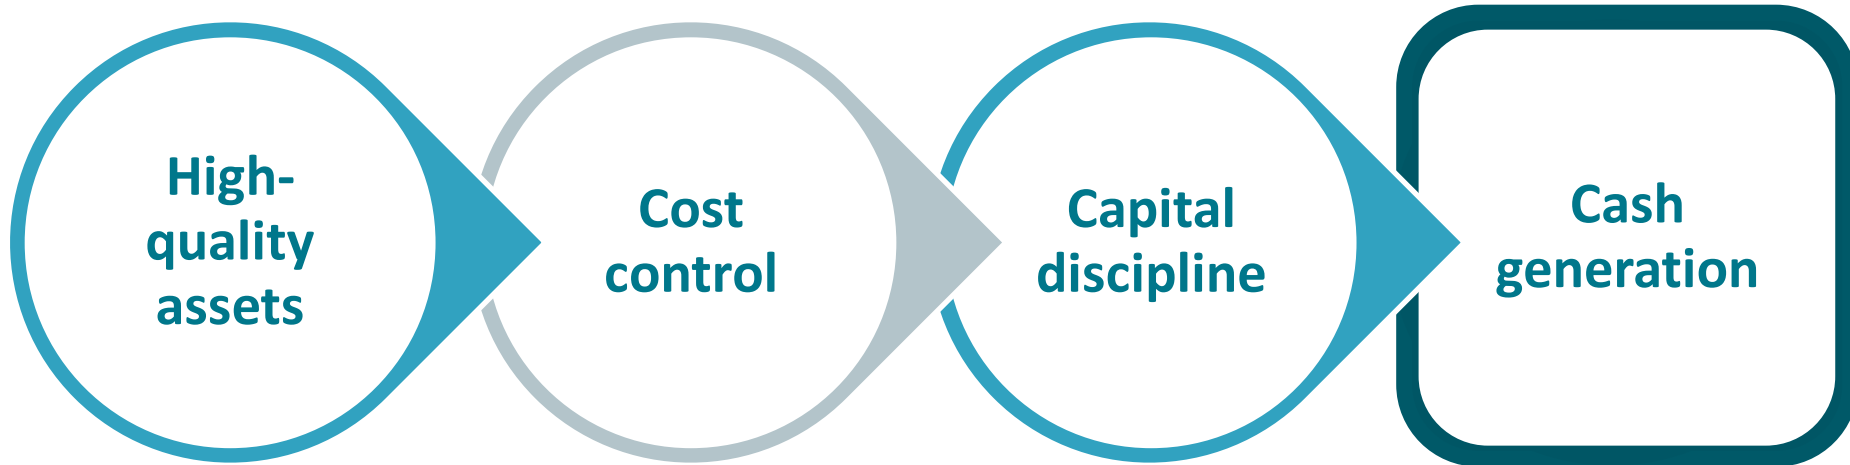 High-
quality
assets
Cost
control
Capital
discipline
Cash
generation